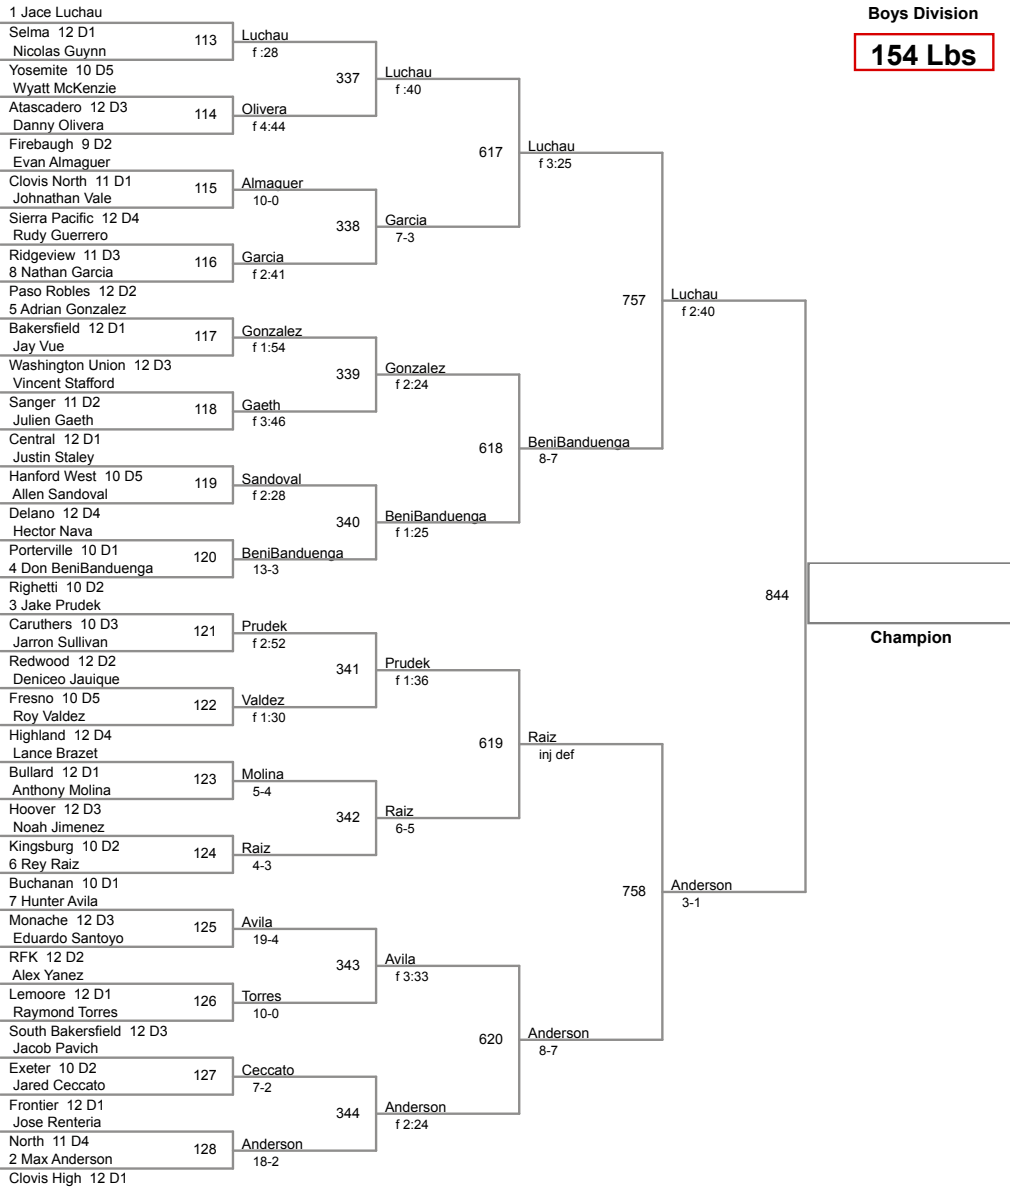 1 Jace Luchau
Selma 12 D1
Nicolas Guynn
Yosemite 10 D5
Wyatt McKenzie
Atascadero 12 D3
Danny Olivera
Firebaugh 9 D2
Evan Almaguer
Clovis North 11 D1
Johnathan Vale
Sierra Pacific 12 D4
Rudy Guerrero
Ridgeview 11 D3
8 Nathan Garcia
Paso Robles 12 D2
5 Adrian Gonzalez
Bakersfield 12 D1
Jay Vue
Washington Union 12 D3
Vincent Stafford
Sanger 11 D2
Julien Gaeth
Central 12 D1
Justin Staley
Hanford West 10 D5
Allen Sandoval
Delano 12 D4
Hector Nava
Porterville 10 D1
4 Don BeniBanduenga
Righetti 10 D2
3 Jake Prudek
Caruthers 10 D3
Jarron Sullivan
Redwood 12 D2
Deniceo Jauique
Fresno 10 D5
Roy Valdez
Highland 12 D4
Lance Brazet
Bullard 12 D1
Anthony Molina
Hoover 12 D3
Noah Jimenez
Kingsburg 10 D2
6 Rey Raiz
Buchanan 10 D1
7 Hunter Avila
Monache 12 D3
Eduardo Santoyo
RFK 12 D2
Alex Yanez
Lemoore 12 D1
Raymond Torres
South Bakersfield 12 D3
Jacob Pavich
Exeter 10 D2
Jared Ceccato
Frontier 12 D1
Jose Renteria
North 11 D4
2 Max Anderson
Clovis High 12 D1
113
114
115
116
117
118
119
120
121
122
123
124
125
126
127
128
Luchau
f :28
Olivera
f 4:44
Almaguer
10-0
Garcia
f 2:41
Gonzalez
f 1:54
Gaeth
f 3:46
Sandoval
f 2:28
BeniBanduenga
13-3
Prudek
f 2:52
Valdez
f 1:30
Molina
5-4
Raiz
4-3
Avila
19-4
Torres
10-0
Ceccato
7-2
Anderson
18-2
337
338
339
340
341
342
343
344
Luchau
f :40
Garcia
7-3
Gonzalez
f 2:24
BeniBanduenga
f 1:25
Prudek
f 1:36
Raiz
6-5
Avila
f 3:33
Anderson
f 2:24
617
618
619
620
Luchau
f 3:25
BeniBanduenga
8-7
Raiz
inj def
Anderson
8-7
757
758
Luchau
f 2:40
Anderson
3-1
844
Champion
Boys Division
154 Lbs